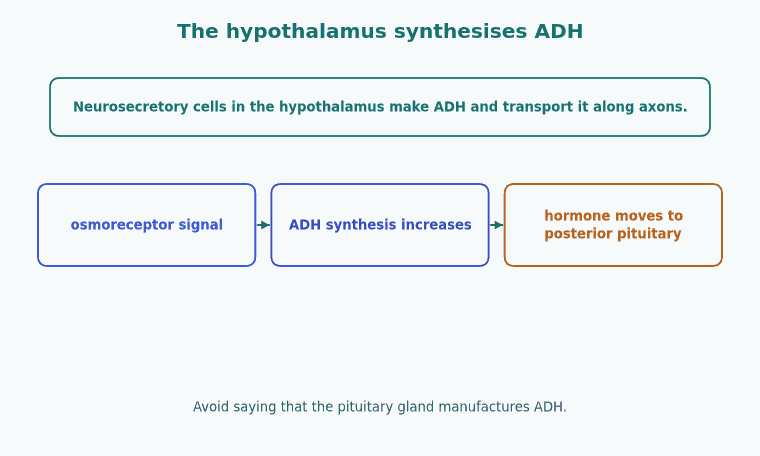 The hypothalamus synthesises ADH
Neurosecretory cells in the hypothalamus make ADH and transport it along axons.
osmoreceptor signal
ADH synthesis increases
hormone moves to
posterior pituitary
Avoid saying that the pituitary gland manufactures ADH.